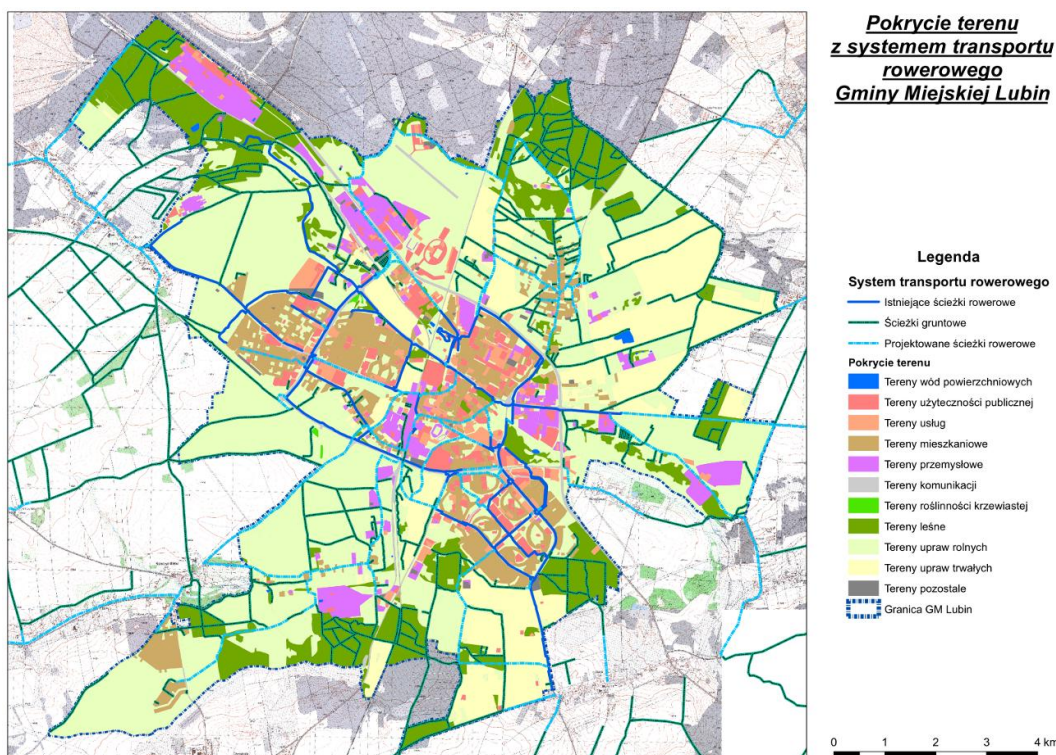 Pokrycie terenu
z systemem transportu
rowerowego
Gminy Miejskiej Lubin
Legenda
System transportu rowerowego
Istniejące ścieżki rowerowe
Ścieżki gruntowe
Projektowane ścieżki rowerowe
Pokrycie terenu
Tereny wód powierzchniowych
Tereny użyteczności publicznej
Tereny usług
Tereny mieszkaniowe
Tereny przemysłowe
Tereny komunikacji
Tereny roślinności krzewiastej
Tereny leśne
Tereny upraw rolnych
Tereny upraw trwałych
Tereny pozostałe
Granica GM Lubin
0 1 2 3 4 km